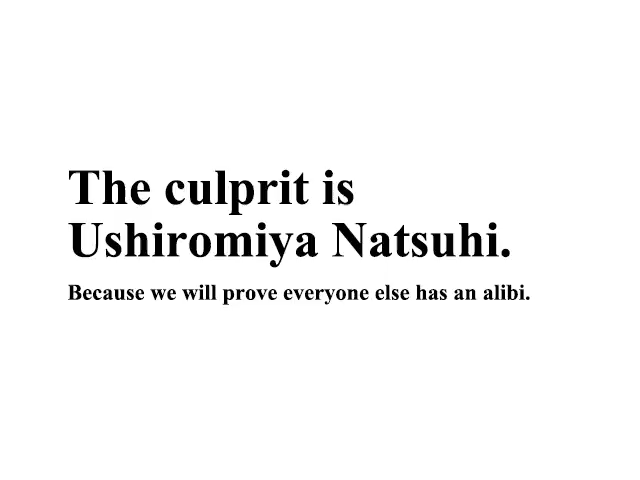 The culprit is
Ushiromiya Natsuhi.
Because we will prove everyone else has an alibi.